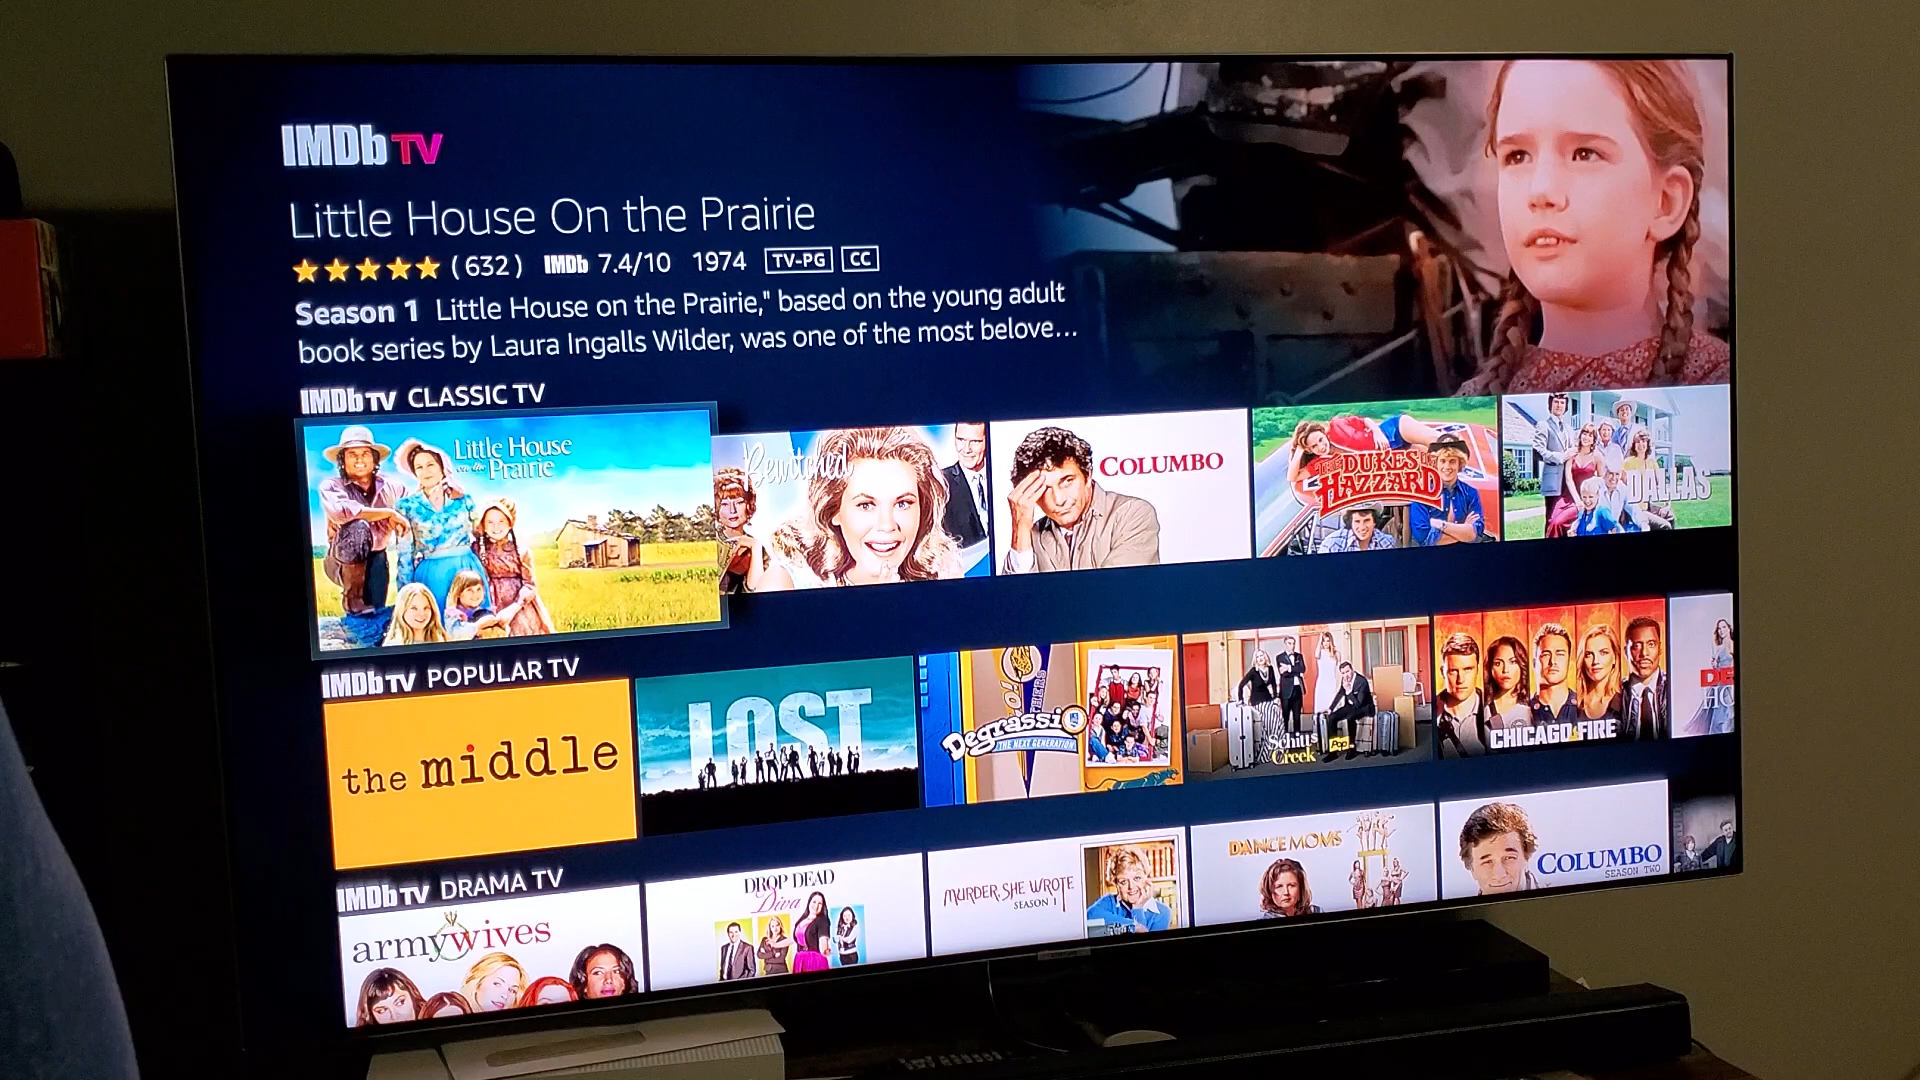 IMDb TV
Little House On the Prairie
(632) IMDb 7.4/10 1974 TV-PG CC
Season 1 Little House on the Prairie," based on the young adult
book series by Laura Ingalls Wilder, was one of the most belove...
IMDb TV CLASSIC TV
Little House
on the Prairie
Bewitched
COLUMBO
THE DUKES OF
HAZZARD
DALLAS
IMDb TV POPULAR TV
the middle
LOST
Degrassi
THE NEXT GENERATION
Schitt's
Creek
Pop
CHICAGO FIRE
DE
HO
IMDb TV DRAMA TV
armywives
DROP DEAD
Diva
MURDER, SHE WROTE
SEASON 1
DANCE MOMS
COLUMBO
SEASON TWO